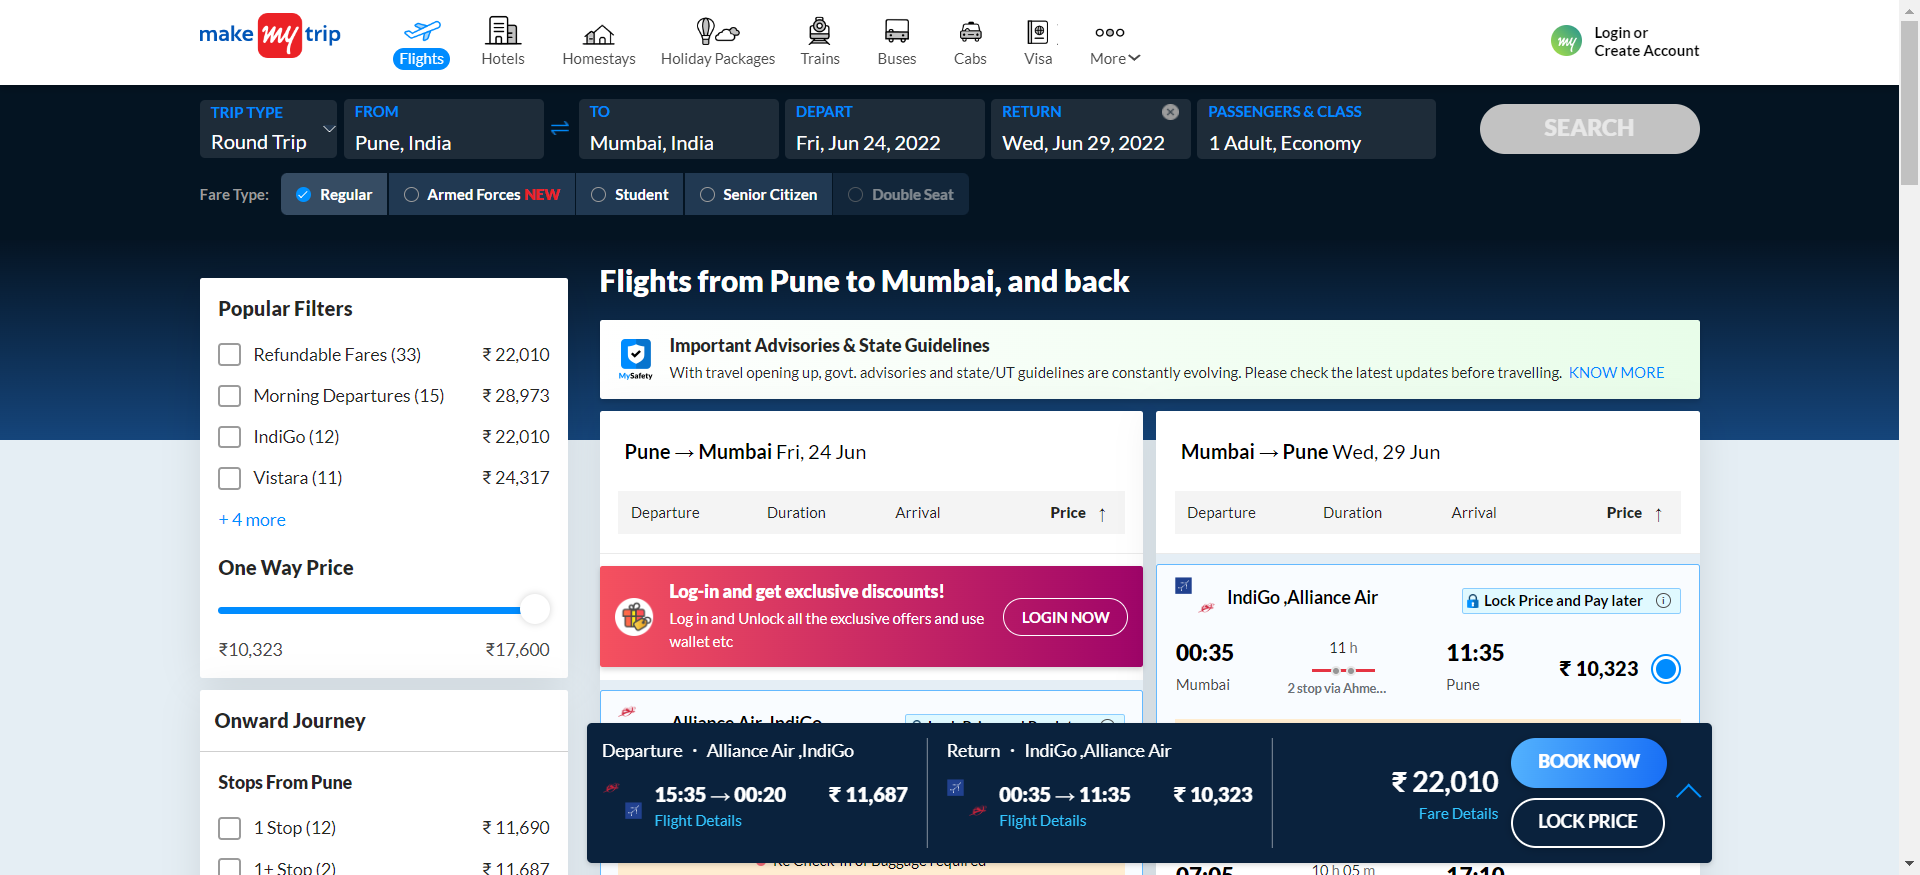 make my trip
Flights
Hotels
Homestays
Holiday Packages
Trains
Buses
Cabs
Visa
More
my
Login or
Create Account
TRIP TYPE
Round Trip
FROM
Pune, India
TO
Mumbai, India
DEPART
Fri, Jun 24, 2022
RETURN
Wed, Jun 29, 2022
PASSENGERS & CLASS
1 Adult, Economy
SEARCH
Fare Type:
Regular
Armed Forces NEW
Student
Senior Citizen
Double Seat
Flights from Pune to Mumbai, and back
Popular Filters
Refundable Fares (33) ₹ 22,010
Morning Departures (15) ₹ 28,973
IndiGo (12) ₹ 22,010
Vistara (11) ₹ 24,317
+ 4 more
One Way Price
₹10,323 ₹17,600
Onward Journey
Stops From Pune
1 Stop (12) ₹ 11,690
1+ Stop (2) ₹ 11,687
MySafety
Important Advisories & State Guidelines
With travel opening up, govt. advisories and state/UT guidelines are constantly evolving. Please check the latest updates before travelling. KNOW MORE
Pune → Mumbai Fri, 24 Jun
Departure Duration Arrival Price ↑
Log-in and get exclusive discounts!
Log in and Unlock all the exclusive offers and use
wallet etc
LOGIN NOW
Alliance Air, IndiGo
Mumbai → Pune Wed, 29 Jun
Departure Duration Arrival Price ↑
IndiGo ,Alliance Air
Lock Price and Pay later
00:35 11 h 11:35 ₹ 10,323
Mumbai 2 stop via Ahme... Pune
Departure · Alliance Air ,IndiGo
15:35 → 00:20 ₹ 11,687
Flight Details
Return · IndiGo ,Alliance Air
00:35 → 11:35 ₹ 10,323
Flight Details
₹ 22,010
Fare Details
BOOK NOW
LOCK PRICE
Re Check-in of Baggage required
07:05 10 h 05 m 17:10